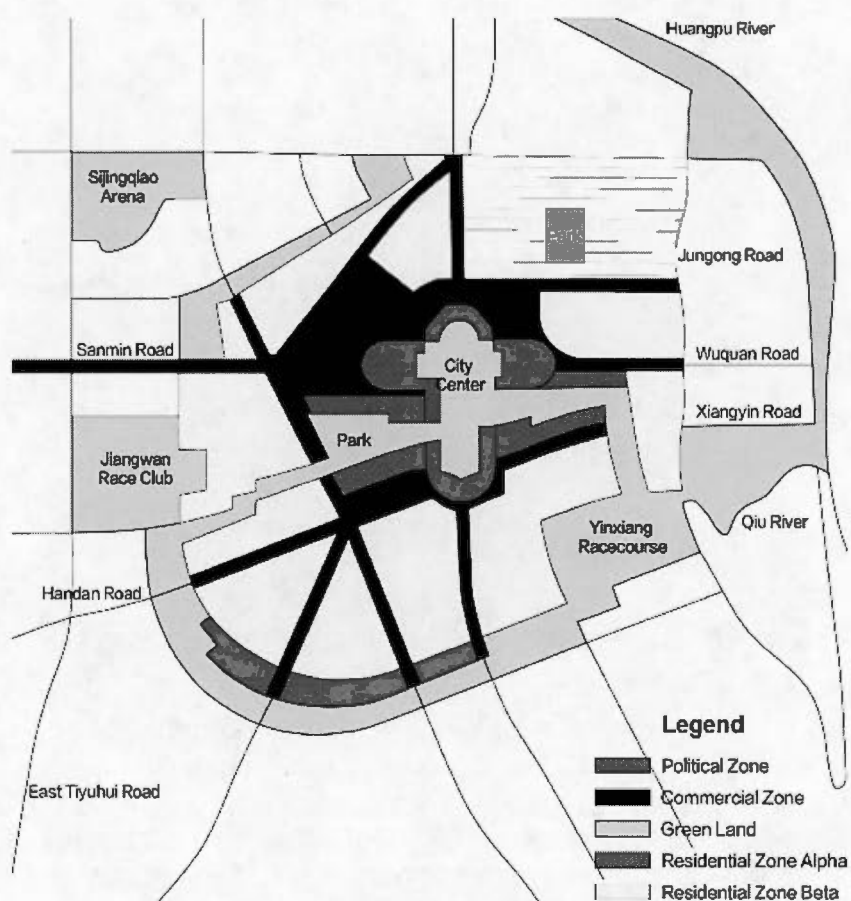 Huangpu River
Sijingqiao
Arena
Park
Jungong Road
Sanmin Road
City
Center
Wuquan Road
Xiangyin Road
Park
Jiangwan
Race Club
Yinxiang
Racecourse
Qiu River
Handan Road
East Tiyuhui Road
Legend
Political Zone
Commercial Zone
Green Land
Residential Zone Alpha
Residential Zone Beta